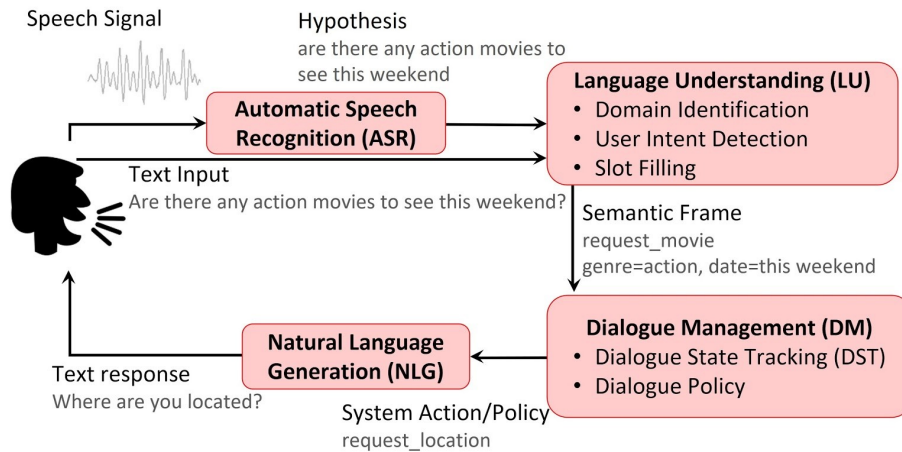 Speech Signal
Hypothesis
are there any action movies to
see this weekend
Automatic Speech
Recognition (ASR)
Language Understanding (LU)
• Domain Identification
• User Intent Detection
• Slot Filling
Text Input
Are there any action movies to see this weekend?
Semantic Frame
request_movie
genre=action, date=this weekend
Dialogue Management (DM)
• Dialogue State Tracking (DST)
• Dialogue Policy
Natural Language
Generation (NLG)
Text response
Where are you located?
System Action/Policy
request_location